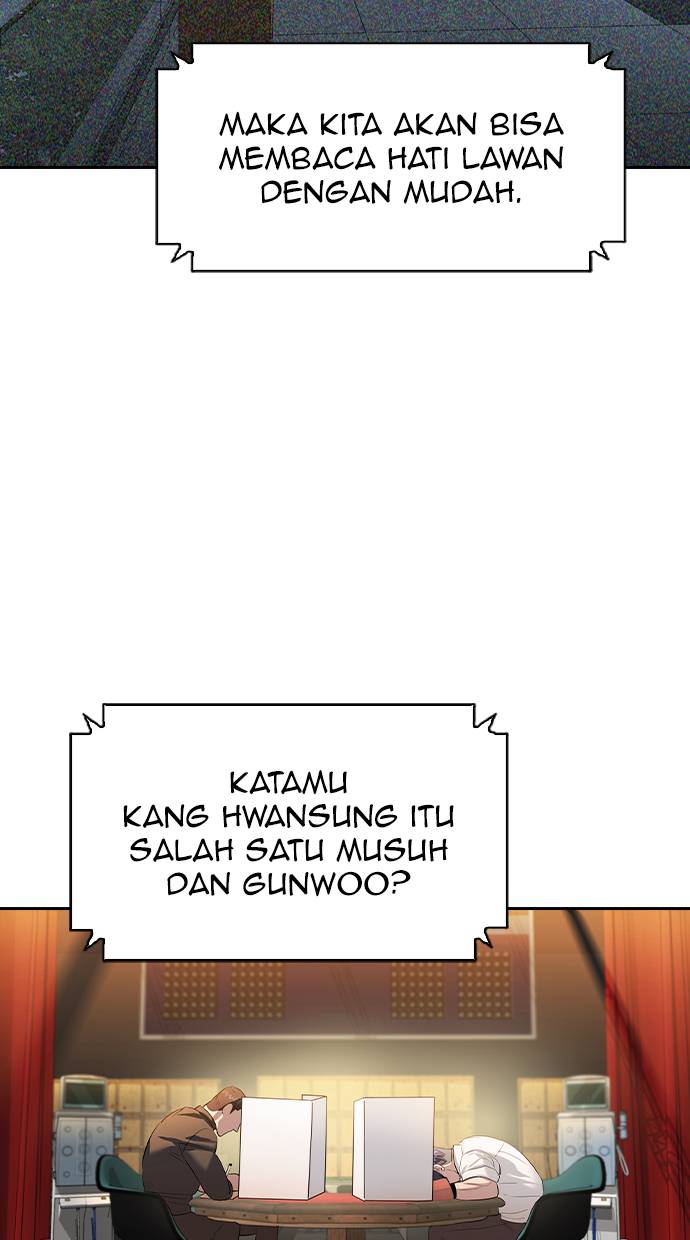 MAKA KITA AKAN BISA
MEMBACA HATI LAWAN
DENGAN MUDAH.
KATAMU
KANG HWANSUNG ITU
SALAH SATU MUSUH
DAN GUNWOO?